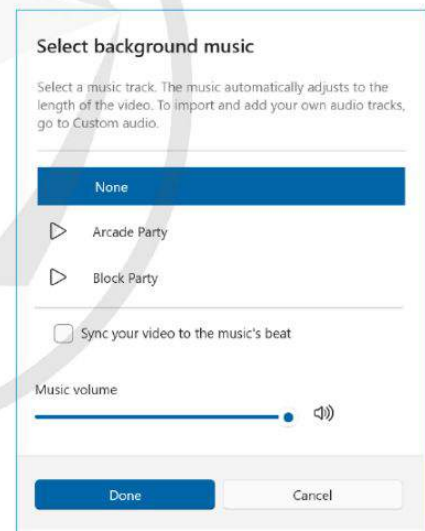 Select background music
Select a music track. The music automatically adjusts to the
length of the video. To import and add your own audio tracks,
go to Custom audio.
None
Arcade Party
Block Party
Sync your video to the music's beat
Music volume
Done
Cancel